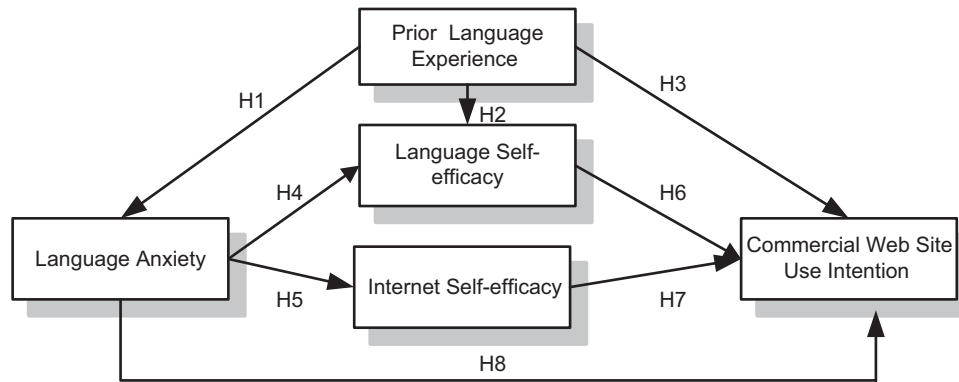 Prior Language
Experience
H1
H3
H2
Language Self-
efficacy
H4
H6
Language Anxiety
Commercial Web Site
Use Intention
Internet Self-efficacy
H5
H7
H8